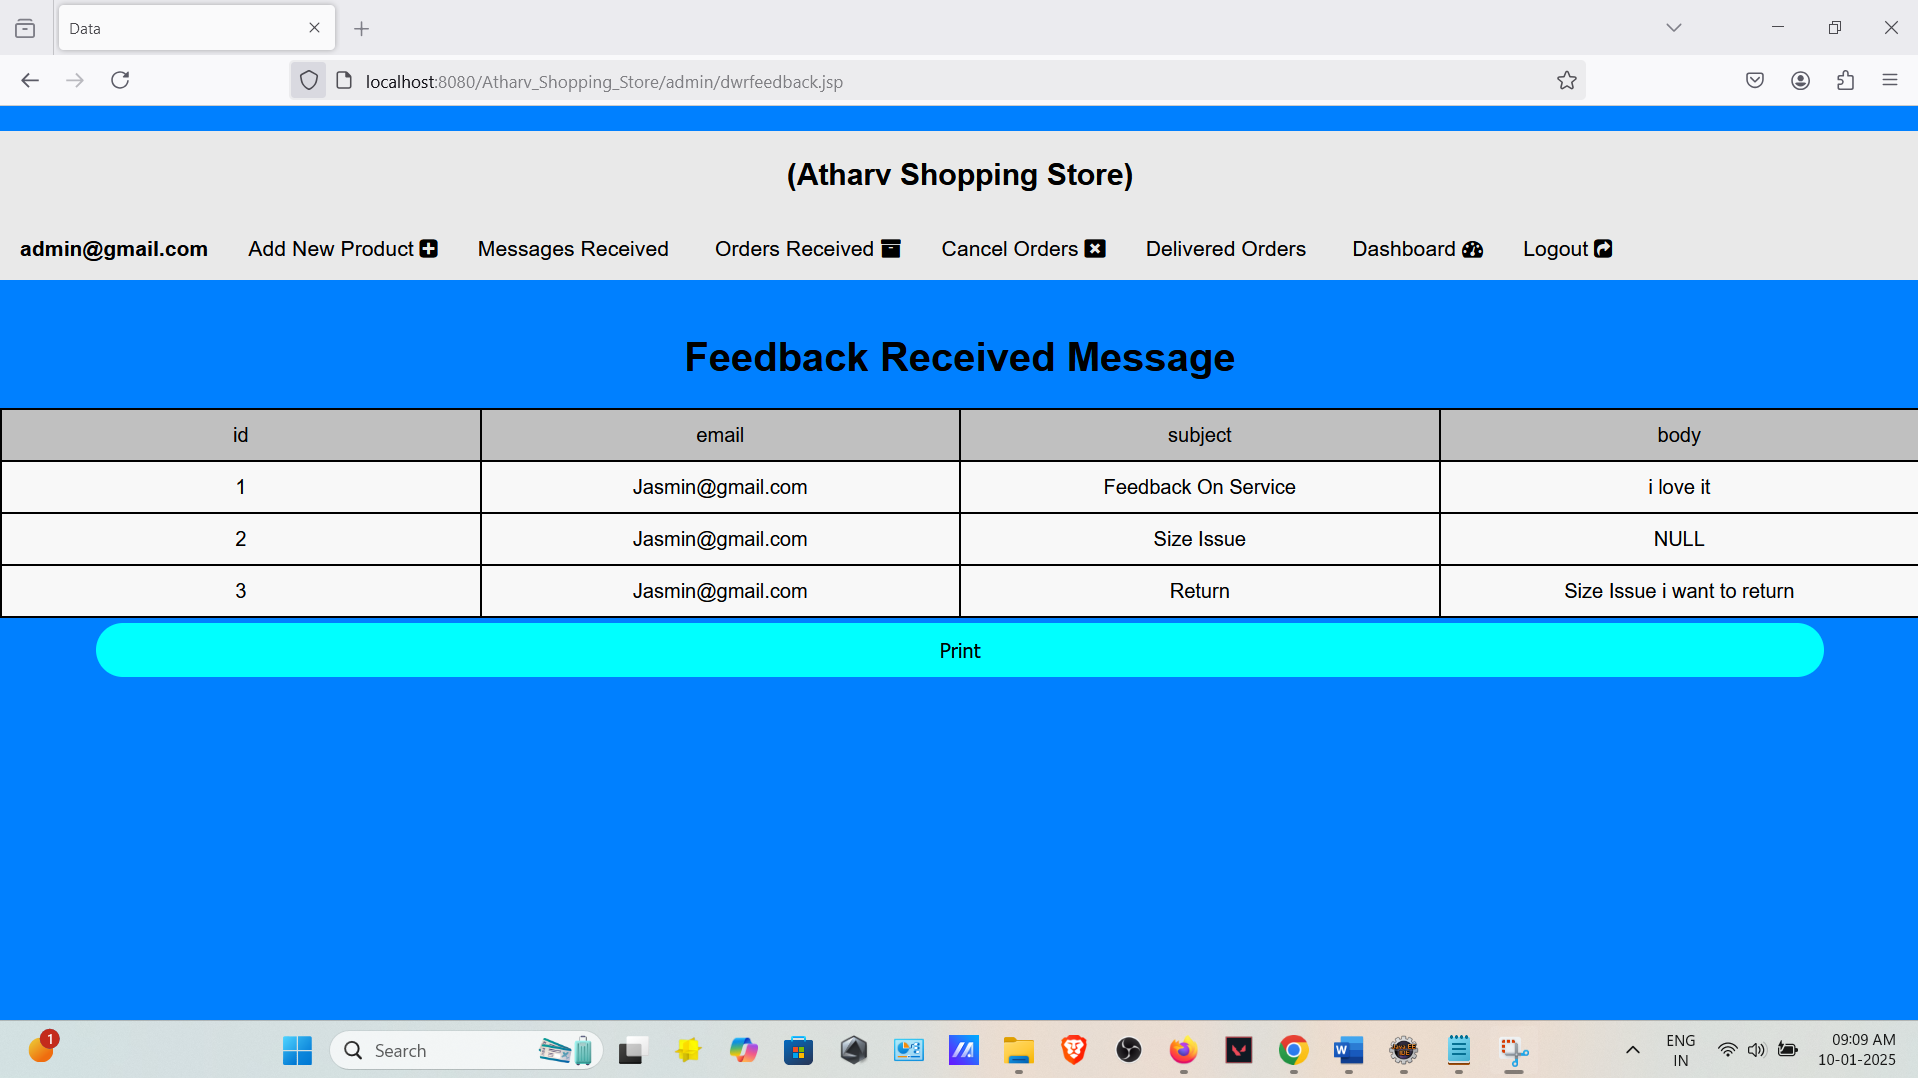 Data
localhost:8080/Atharv_Shopping_Store/admin/dwrfeedback.jsp
(Atharv Shopping Store)
admin@gmail.com Add New Product Messages Received Orders Received Cancel Orders Delivered Orders Dashboard Logout
Feedback Received Message
id email subject body
1 Jasmin@gmail.com Feedback On Service i love it
2 Jasmin@gmail.com Size Issue NULL
3 Jasmin@gmail.com Return Size Issue i want to return
Print
1
Search
ENG
IN
09:09 AM
10-01-2025